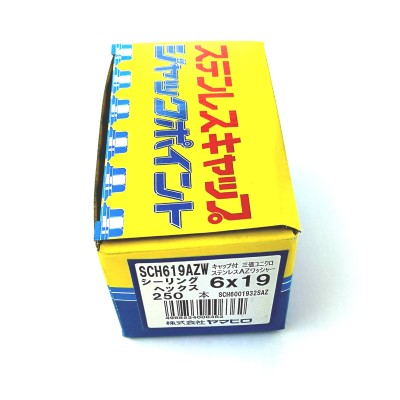 ステンレスキャップ
ジャックポイント
SCH619AZW
キャップ付 三価ユニクロ
ステンレスAZワッシャー
シーリング
ヘックス
6x19
250 本
SCH6001932SAZ
株式会社 ヤマヒロ